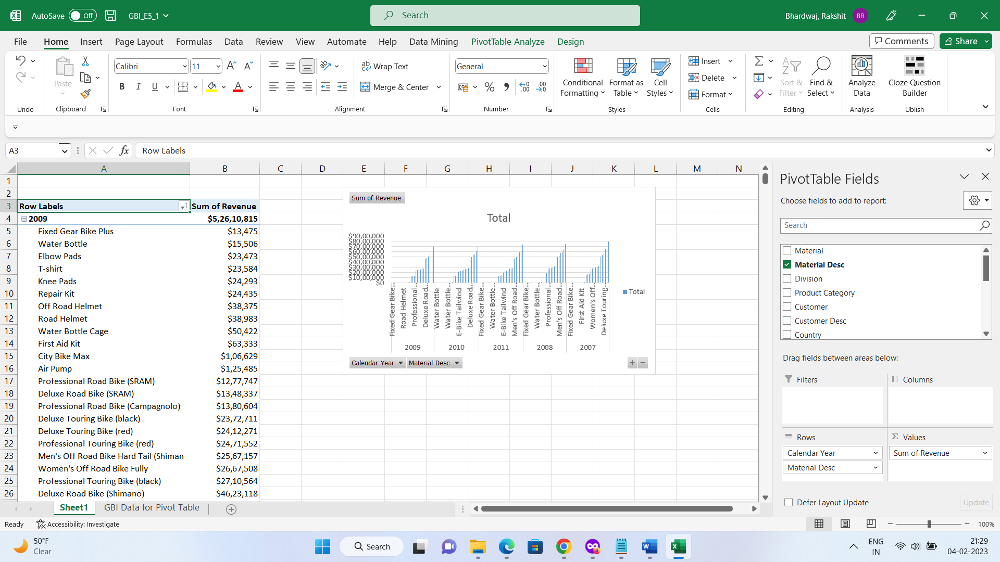 AutoSave Off GBI_E5_1 Search Bhardwaj, Rakshit BR
File Home Insert Page Layout Formulas Data Review View Automate Help Data Mining PivotTable Analyze Design Comments Share
Paste
Calibri 11
B I U A
Wrap Text
Merge & Center
General
Conditional Formatting
Format as Table
Cell Styles
Insert
Delete
Format
Sort & Filter
Find & Select
Analyze Data
Cloze Question Builder
Undo Clipboard Font Alignment Number Styles Cells Editing Analysis Ublish
A3 fx Row Labels
A B C D E F G H I J K L M N
1
2
3 Row Labels Sum of Revenue
4 2009 $5,26,10,815
5 Fixed Gear Bike Plus $13,475
6 Water Bottle $15,506
7 Elbow Pads $23,473
8 T-shirt $23,584
9 Knee Pads $24,293
10 Repair Kit $24,435
11 Off Road Helmet $38,375
12 Road Helmet $38,983
13 Water Bottle Cage $50,422
14 First Aid Kit $63,333
15 City Bike Max $1,06,629
16 Air Pump $1,25,485
17 Professional Road Bike (SRAM) $12,77,747
18 Deluxe Road Bike (SRAM) $13,48,337
19 Professional Road Bike (Campagnolo) $13,80,604
20 Deluxe Touring Bike (black) $23,72,711
21 Deluxe Touring Bike (red) $24,12,271
22 Professional Touring Bike (red) $24,71,552
23 Men's Off Road Bike Hard Tail (Shiman $25,67,157
24 Women's Off Road Bike Fully $26,67,508
25 Professional Touring Bike (black) $27,10,564
26 Deluxe Road Bike (Shimano) $46,23,118
Sum of Revenue
Total
$90,00,000
$80,00,000
$70,00,000
$60,00,000
$50,00,000
$40,00,000
$30,00,000
$20,00,000
$10,00,000
$0
Fixed Gear Bike...
Road Helmet
Professional...
Deluxe Road...
Water Bottle
Water Bottle...
E-Bike Tailwind
Deluxe Road...
Fixed Gear Bike...
Water Bottle...
E-Bike Tailwind
Men's Off Road...
Fixed Gear Bike...
Water Bottle...
Professional...
Men's Off Road...
Fixed Gear Bike...
First Aid Kit
Women's Off...
Deluxe Touring...
2009 2010 2011 2008 2007
Total
Calendar Year Material Desc
PivotTable Fields
Choose fields to add to report:
Search
Material
Material Desc
Division
Product Category
Customer
Customer Desc
Country
Drag fields between areas below:
Filters Columns
Rows Values
Calendar Year Sum of Revenue
Material Desc
Defer Layout Update Update
Sheet1 GBI Data for Pivot Table
Ready Accessibility: Investigate 100%
50°F
Clear
Search
ENG
IN
21:29
04-02-2023